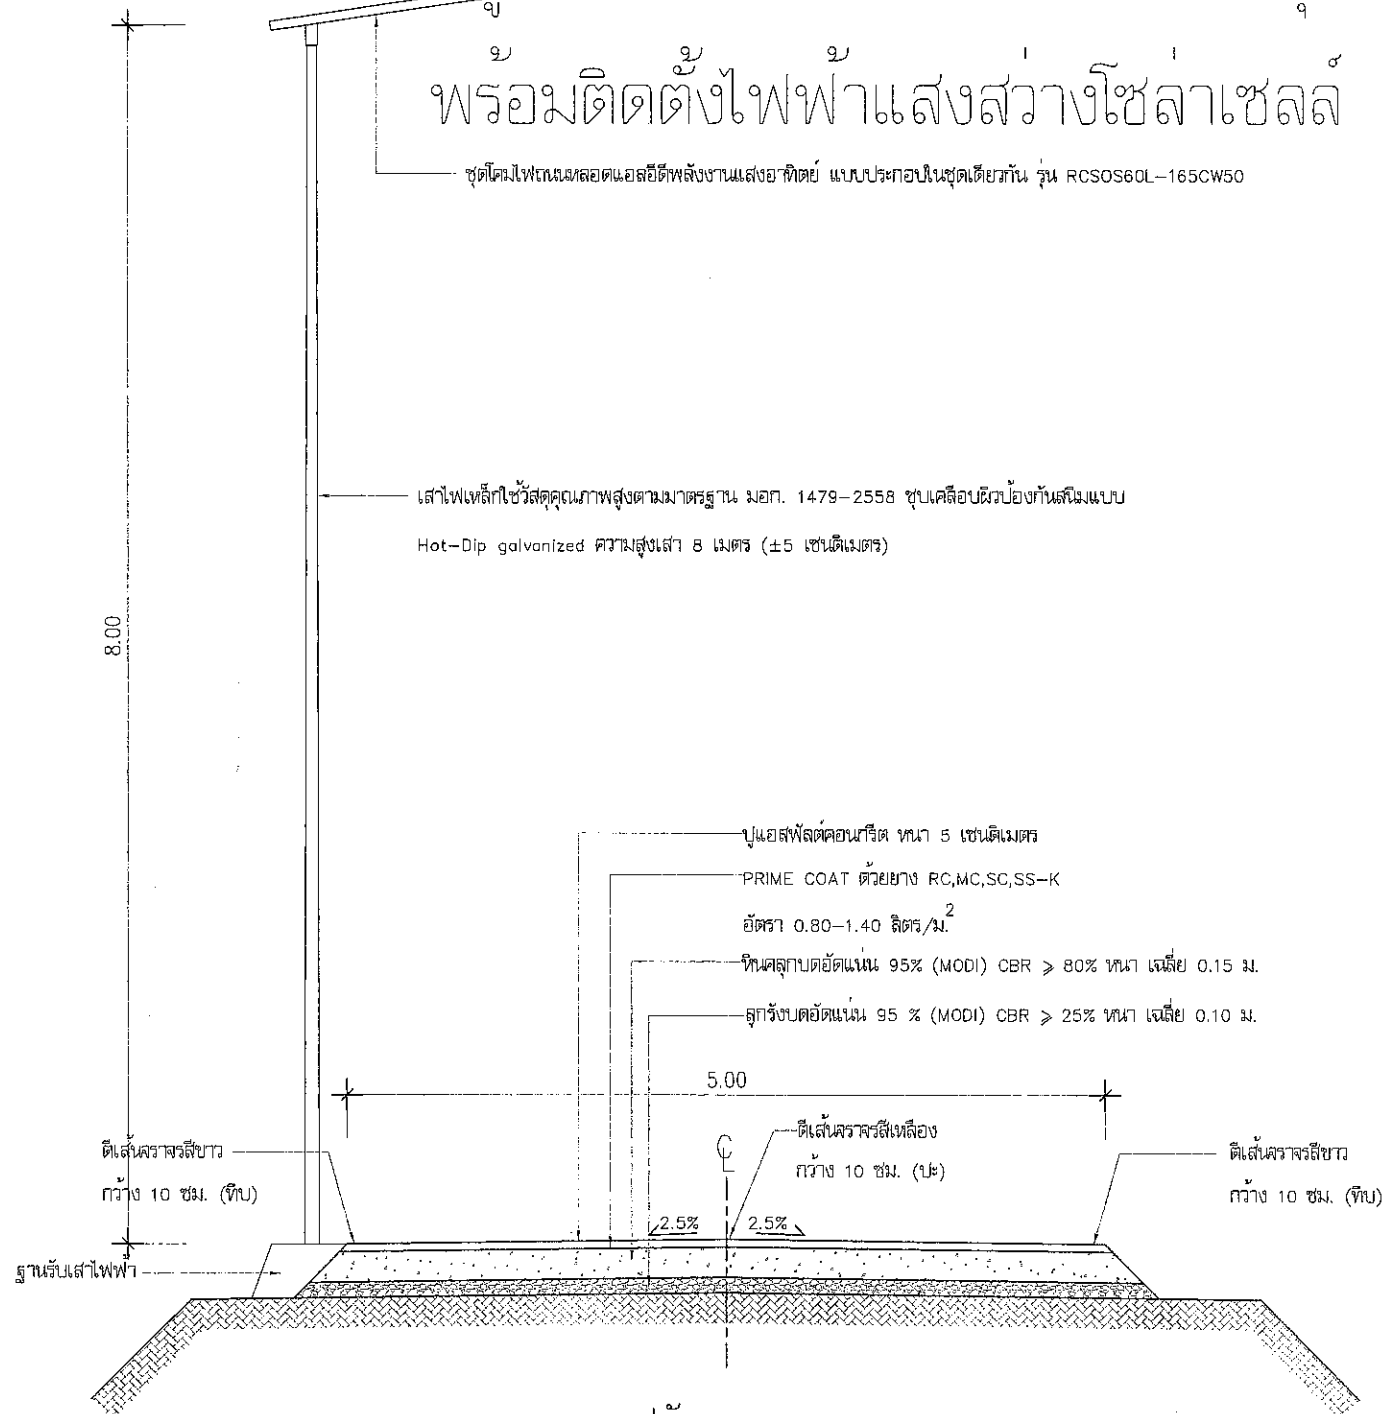 พร้อมติดตั้งไฟฟ้าแสงสว่างโซล่าเซลล์
ชุดโคมไฟถนนหลอดแอลอีดีพลังงานแสงอาทิตย์ แบบประกอบในชุดเดียวกัน รุ่น RCSOS60L-165CW50
เสาไฟเหล็กใช้วัสดุคุณภาพสูงตามมาตรฐาน มอก. 1479-2558 ชุบเคลือบผิวป้องกันสนิมแบบ
Hot-Dip galvanized ความสูงเสา 8 เมตร (±5 เซนติเมตร)
8.00
ปูแอสฟัลต์คอนกรีต หนา 5 เซนติเมตร
PRIME COAT ด้วยยาง RC,MC,SC,SS-K
อัตรา 0.80-1.40 ลิตร/ม.²
หินคลุกบดอัดแน่น 95% (MODI) CBR ⩾ 80% หนา เฉลี่ย 0.15 ม.
ลูกรังบดอัดแน่น 95 % (MODI) CBR ⩾ 25% หนา เฉลี่ย 0.10 ม.
5.00
ตีเส้นจราจรสีขาว
กว้าง 10 ซม. (ทึบ)
℄
ตีเส้นจราจรสีเหลือง
กว้าง 10 ซม. (ปะ)
ตีเส้นจราจรสีขาว
กว้าง 10 ซม. (ทึบ)
2.5% 2.5%
ฐานรับเสาไฟฟ้า